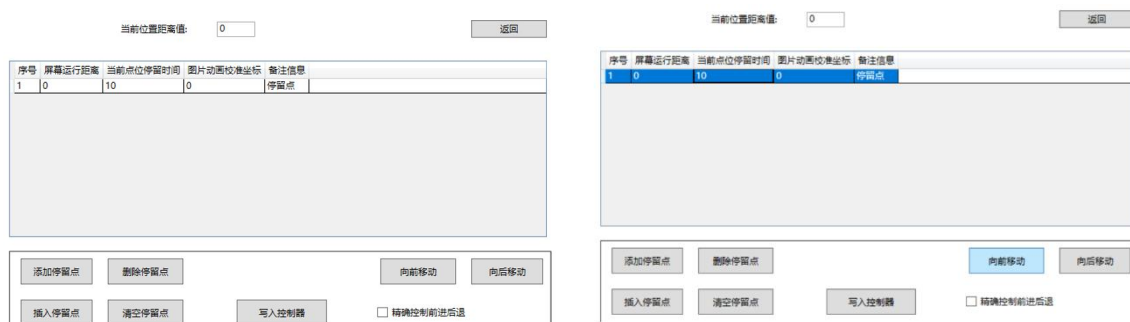 当前位置距离值: 0 返回
序号 屏幕运行距离 当前点位停留时间 图片动画校准坐标 备注信息
1 0 10 0 停留点
添加停留点 删除停留点 向前移动 向后移动
插入停留点 清空停留点 写入控制器 精确控制前进后退
当前位置距离值: 0 返回
序号 屏幕运行距离 当前点位停留时间 图片动画校准坐标 备注信息
1 0 10 0 停留点
添加停留点 删除停留点 向前移动 向后移动
插入停留点 清空停留点 写入控制器 精确控制前进后退